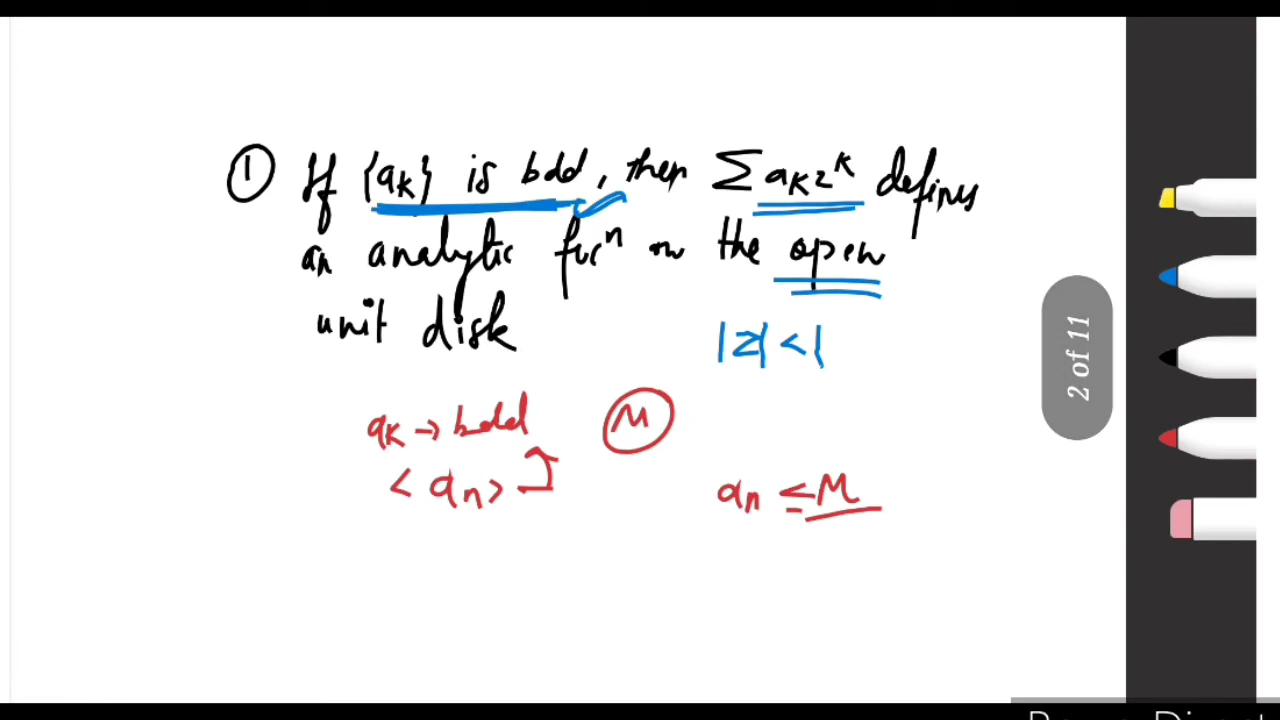 ① If {aₖ} is bdd, then ∑ aₖzᵏ defines
an analytic fucⁿ on the open
unit disk
|z| < 1
aₖ → bdd
M
< aₙ >
aₙ ≤ M
2 of 11